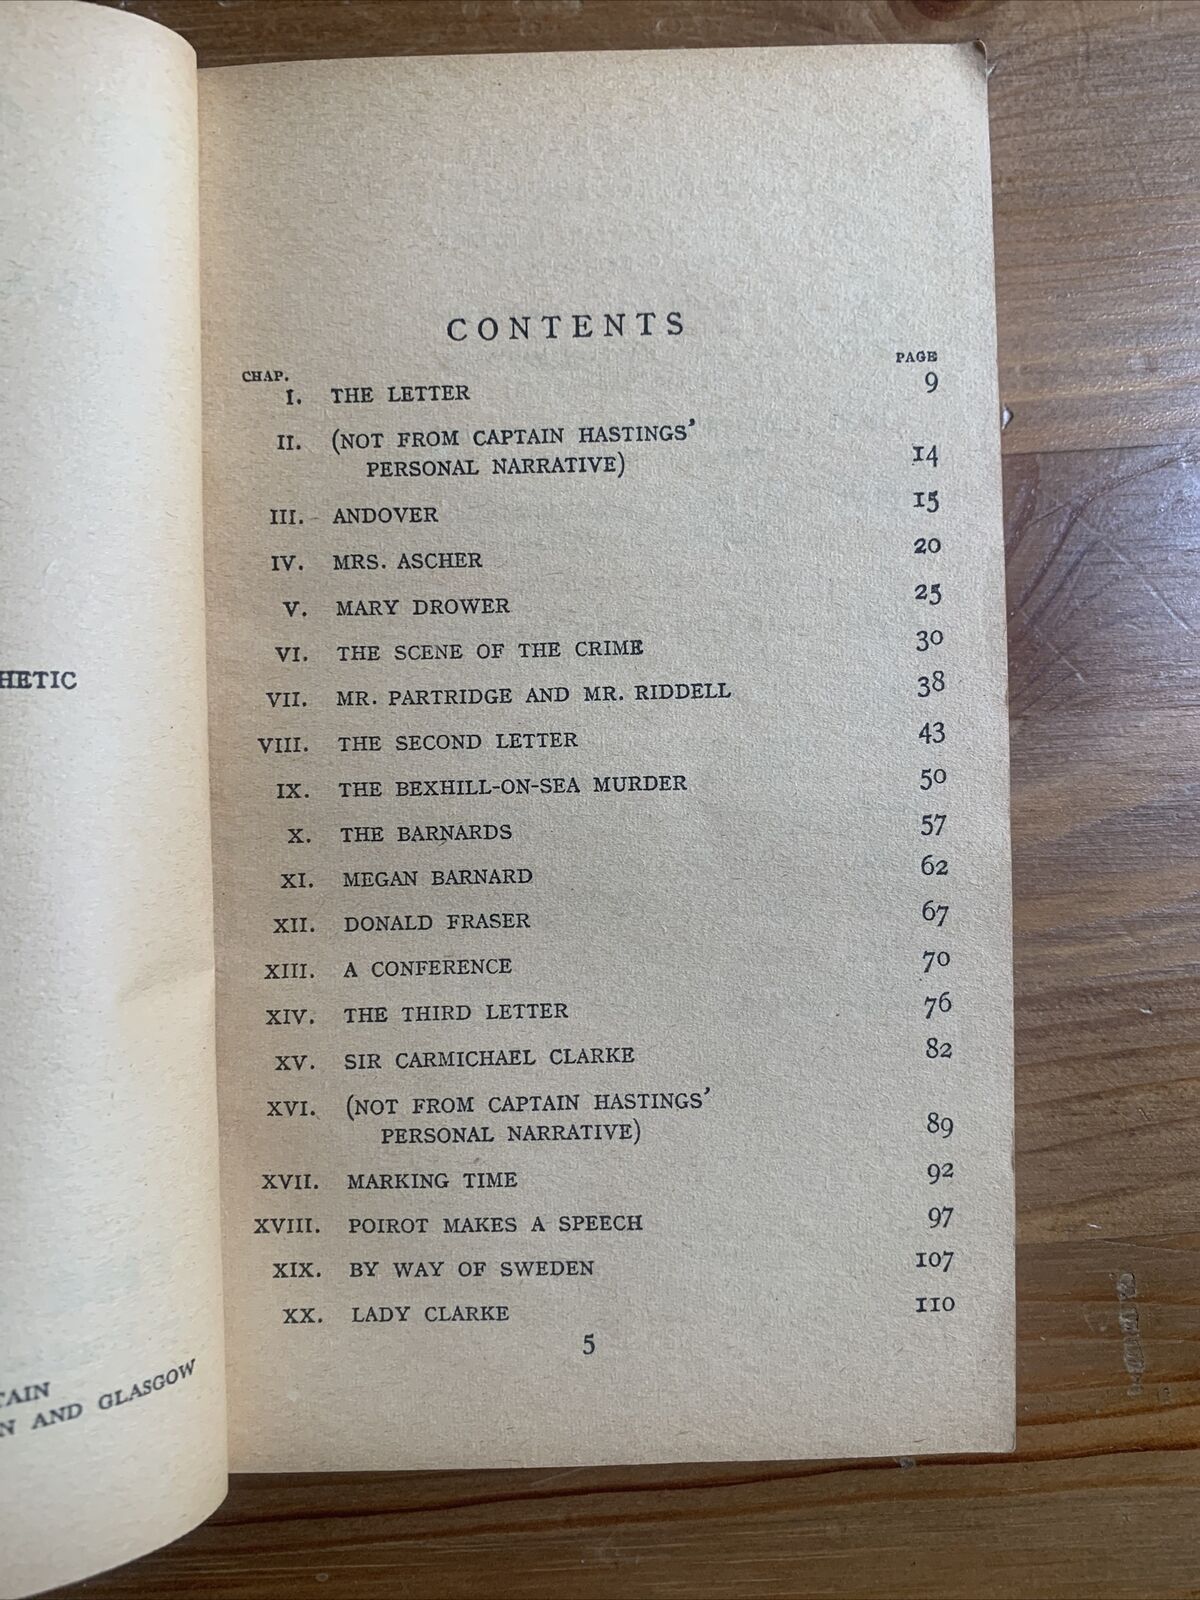 HETIC
TAIN
N AND GLASGOW
CONTENTS
CHAP. PAGE
I. THE LETTER 9
II. (NOT FROM CAPTAIN HASTINGS'
PERSONAL NARRATIVE) 14
III. ANDOVER 15
IV. MRS. ASCHER 20
V. MARY DROWER 25
VI. THE SCENE OF THE CRIME 30
VII. MR. PARTRIDGE AND MR. RIDDELL 38
VIII. THE SECOND LETTER 43
IX. THE BEXHILL-ON-SEA MURDER 50
X. THE BARNARDS 57
XI. MEGAN BARNARD 62
XII. DONALD FRASER 67
XIII. A CONFERENCE 70
XIV. THE THIRD LETTER 76
XV. SIR CARMICHAEL CLARKE 82
XVI. (NOT FROM CAPTAIN HASTINGS'
PERSONAL NARRATIVE) 89
XVII. MARKING TIME 92
XVIII. POIROT MAKES A SPEECH 97
XIX. BY WAY OF SWEDEN 107
XX. LADY CLARKE 110
5